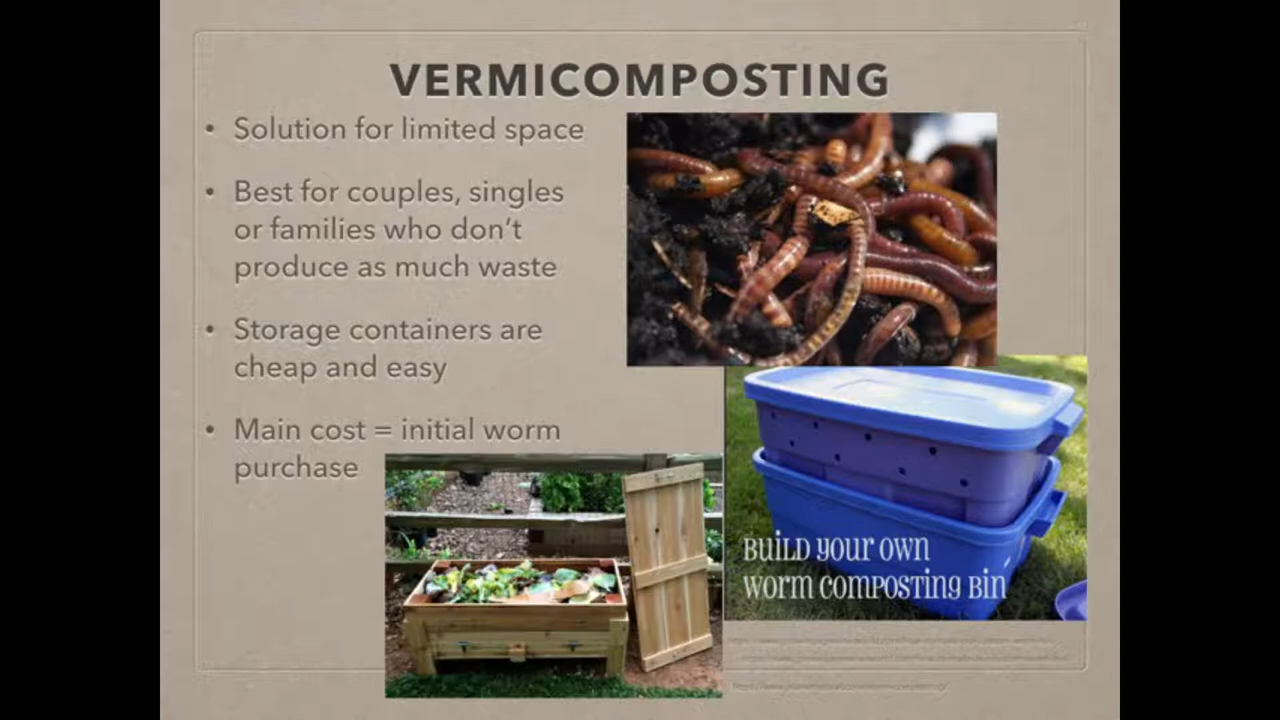 VERMICOMPOSTING
• Solution for limited space
• Best for couples, singles
or families who don't
produce as much waste
• Storage containers are
cheap and easy
• Main cost = initial worm
purchase
BUILD YOUR OWN
WORM COMPOSTING BIN